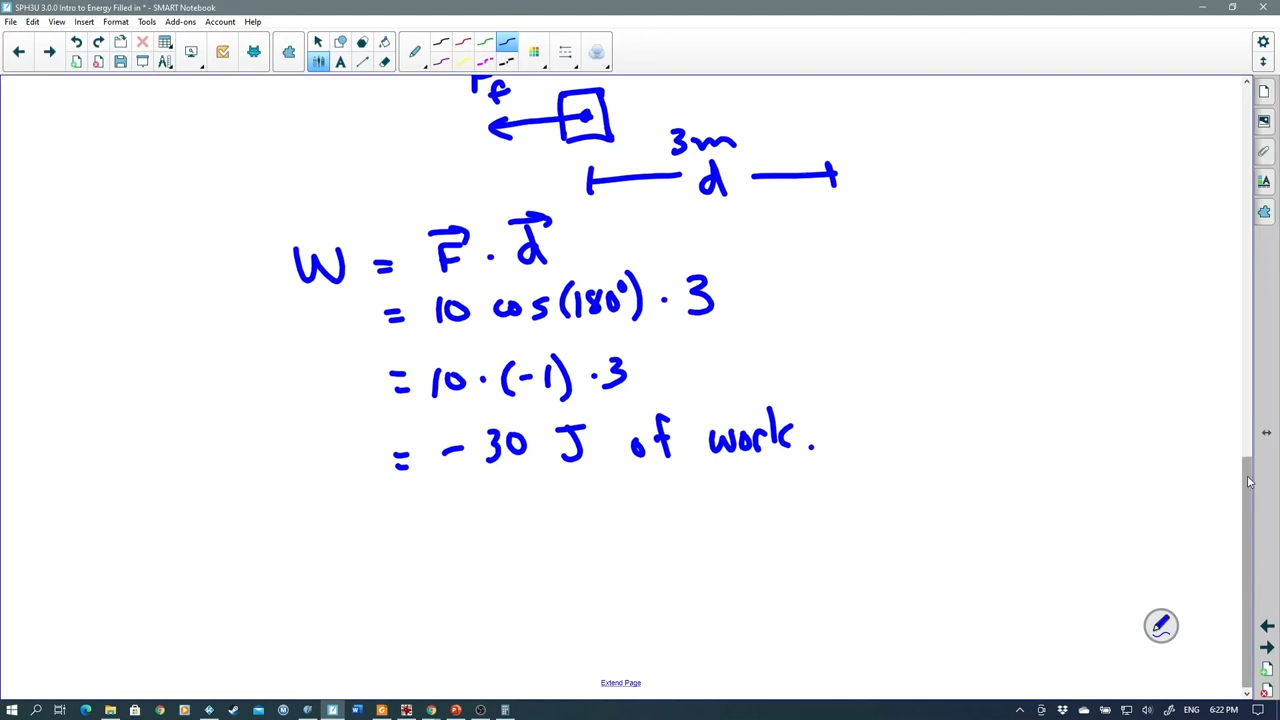 SPH3U 3.0.0 Intro to Energy Filled in * - SMART Notebook
File Edit View Insert Format Tools Add-ons Account Help
F_f
3m
d
W = F⃗ · d⃗
= 10 cos(180°) · 3
= 10 · (-1) · 3
= - 30 J of work.
Extend Page
ENG 6:22 PM